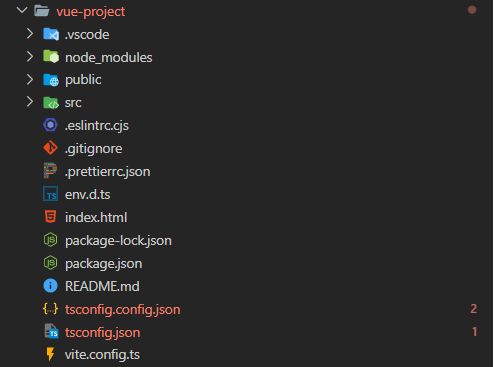 vue-project
.vscode
node_modules
public
src
.eslintrc.cjs
.gitignore
.prettierrc.json
env.d.ts
index.html
package-lock.json
package.json
README.md
tsconfig.config.json 2
tsconfig.json 1
vite.config.ts